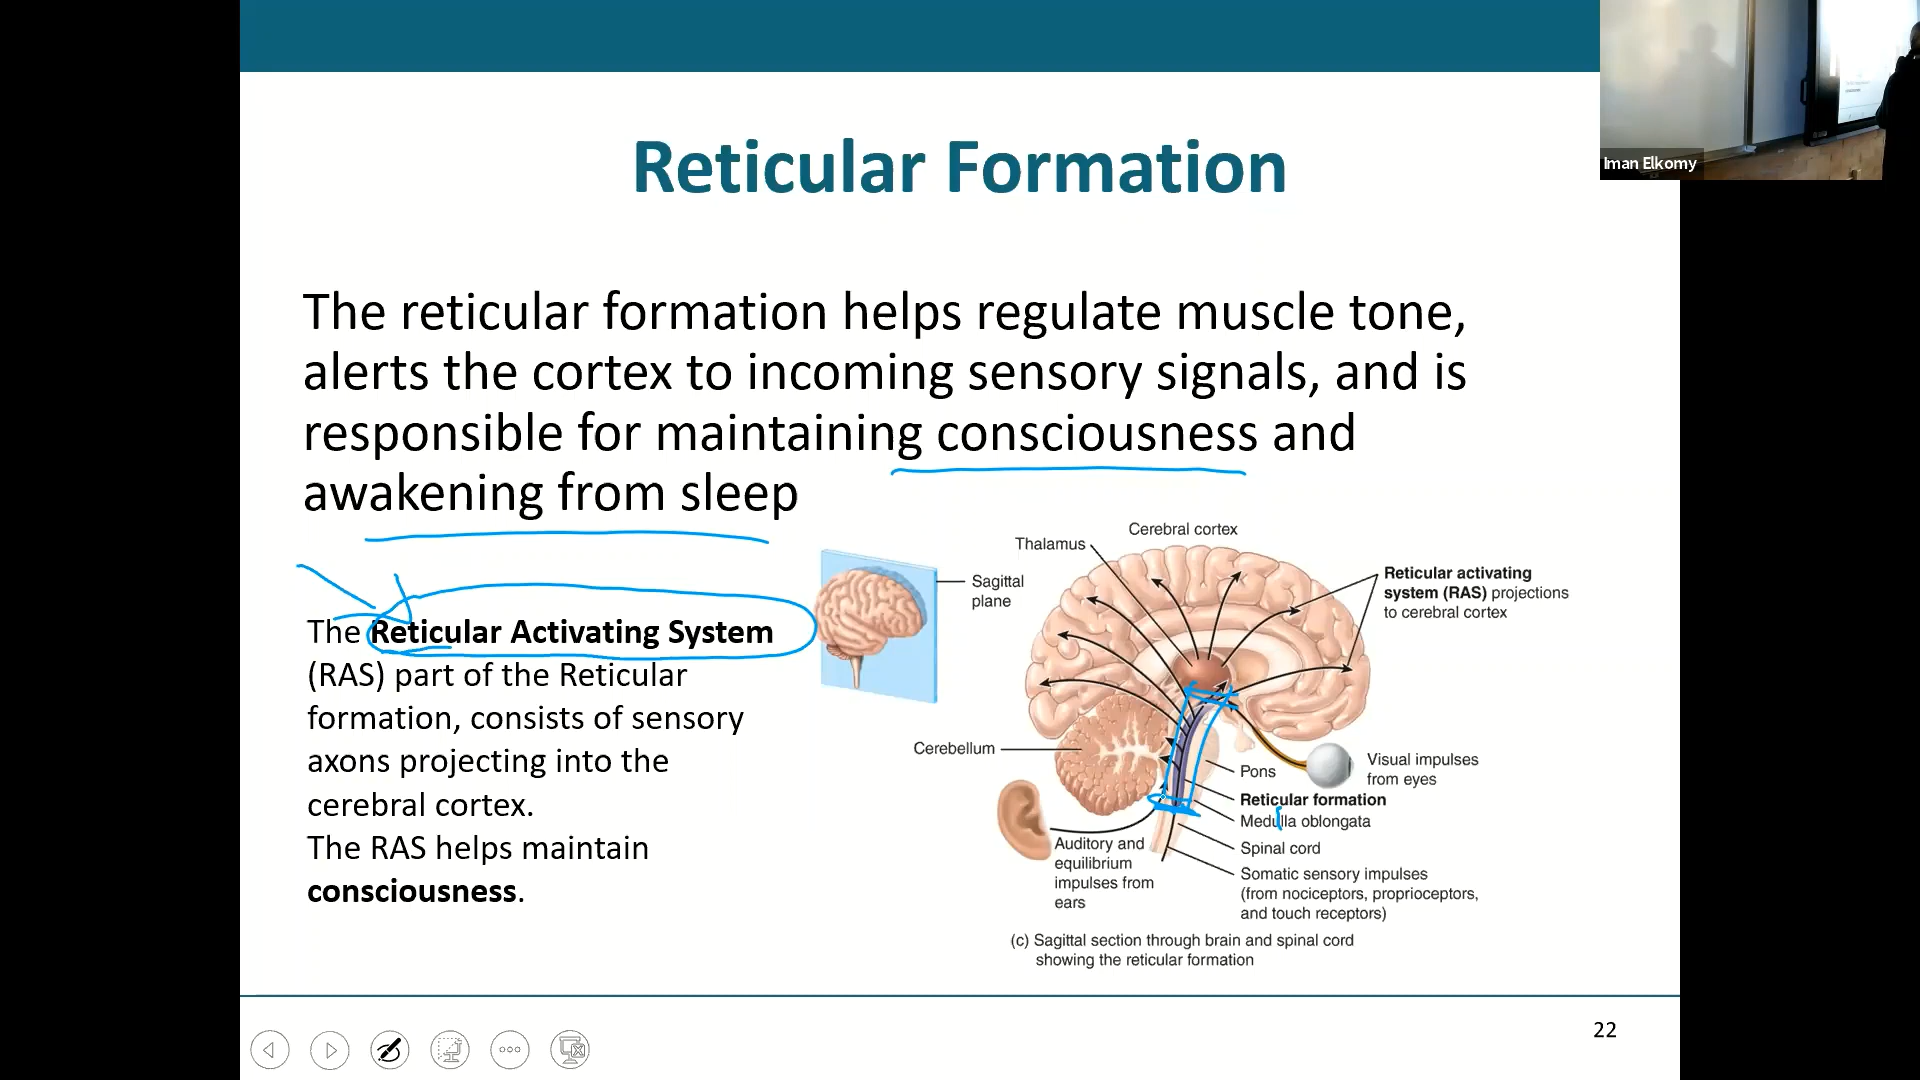 Iman Elkomy
Reticular Formation
The reticular formation helps regulate muscle tone,
alerts the cortex to incoming sensory signals, and is
responsible for maintaining consciousness and
awakening from sleep
The Reticular Activating System
(RAS) part of the Reticular
formation, consists of sensory
axons projecting into the
cerebral cortex.
The RAS helps maintain
consciousness.
Cerebral cortex
Thalamus
Sagittal
plane
Reticular activating
system (RAS) projections
to cerebral cortex
Cerebellum
Visual impulses
from eyes
Pons
Reticular formation
Medulla oblongata
Auditory and
equilibrium
impulses from
ears
Spinal cord
Somatic sensory impulses
(from nociceptors, proprioceptors,
and touch receptors)
(c) Sagittal section through brain and spinal cord
showing the reticular formation
22